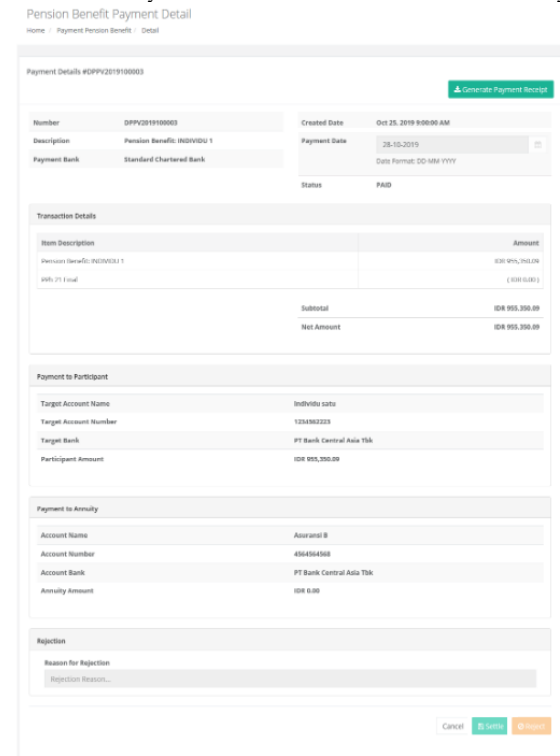 Pension Benefit Payment Detail
Home / Payment Pension Benefit / Detail
Payment Details #DPPV2019100003
Generate Payment Receipt
Number DPPV2019100003
Description Pension Benefit: INDIVIDU 1
Payment Bank Standard Chartered Bank
Created Date Oct 25, 2019 9:00:00 AM
Payment Date 28-10-2019
Date Format: DD-MM-YYYY
Status PAID
Transaction Details
Item Description Amount
Pension Benefit: INDIVIDU 1 IDR 955,350.09
PPh 21 Final ( IDR 0.00 )
Subtotal IDR 955,350.09
Net Amount IDR 955,350.09
Payment to Participant
Target Account Name Individu satu
Target Account Number 1234562223
Target Bank PT Bank Central Asia Tbk
Participant Amount IDR 955,350.09
Payment to Annuity
Account Name Asuransi B
Account Number 4564564568
Account Bank PT Bank Central Asia Tbk
Annuity Amount IDR 0.00
Rejection
Reason for Rejection
Rejection Reason...
Cancel Settle Reject